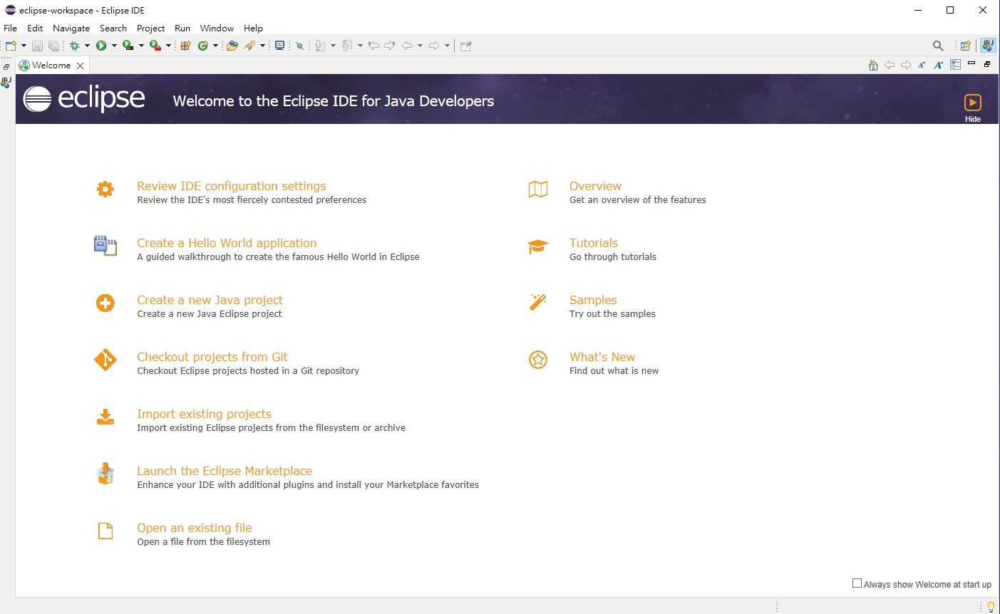 eclipse-workspace - Eclipse IDE
File Edit Navigate Search Project Run Window Help
Welcome
eclipse
Welcome to the Eclipse IDE for Java Developers
Hide
Review IDE configuration settings
Review the IDE's most fiercely contested preferences
Create a Hello World application
A guided walkthrough to create the famous Hello World in Eclipse
Create a new Java project
Create a new Java Eclipse project
Checkout projects from Git
Checkout Eclipse projects hosted in a Git repository
Import existing projects
Import existing Eclipse projects from the filesystem or archive
Launch the Eclipse Marketplace
Enhance your IDE with additional plugins and install your Marketplace favorites
Open an existing file
Open a file from the filesystem
Overview
Get an overview of the features
Tutorials
Go through tutorials
Samples
Try out the samples
What's New
Find out what is new
Always show Welcome at start up